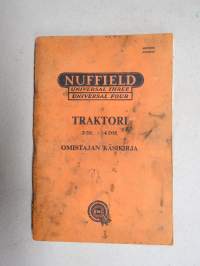 NUFFIELD
UNIVERSAL THREE
UNIVERSAL FOUR
TRAKTORI
OMISTAJAN KÄSIKIRJA